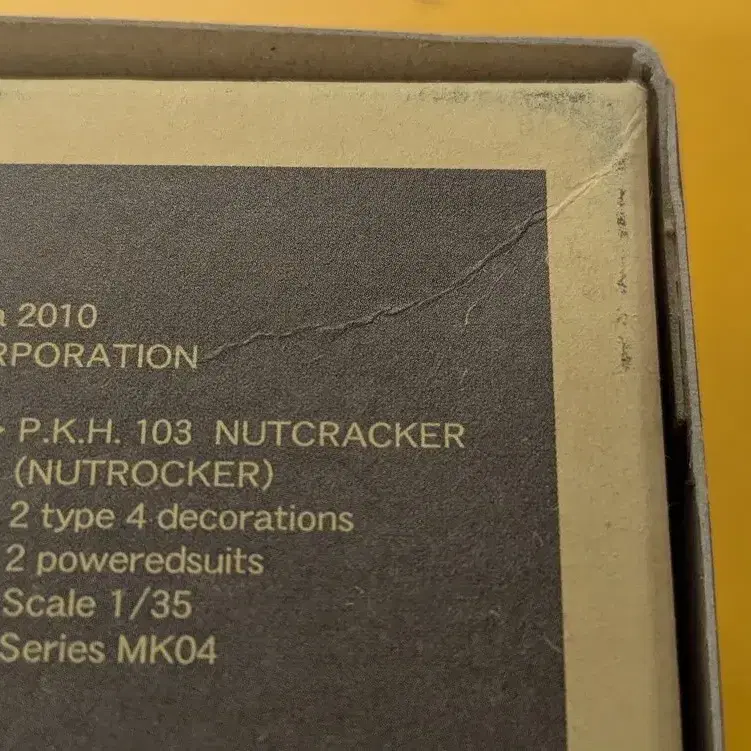 2010
RPORATION
P.K.H. 103 NUTCRACKER
(NUTROCKER)
2 type 4 decorations
2 poweredsuits
Scale 1/35
Series MK04